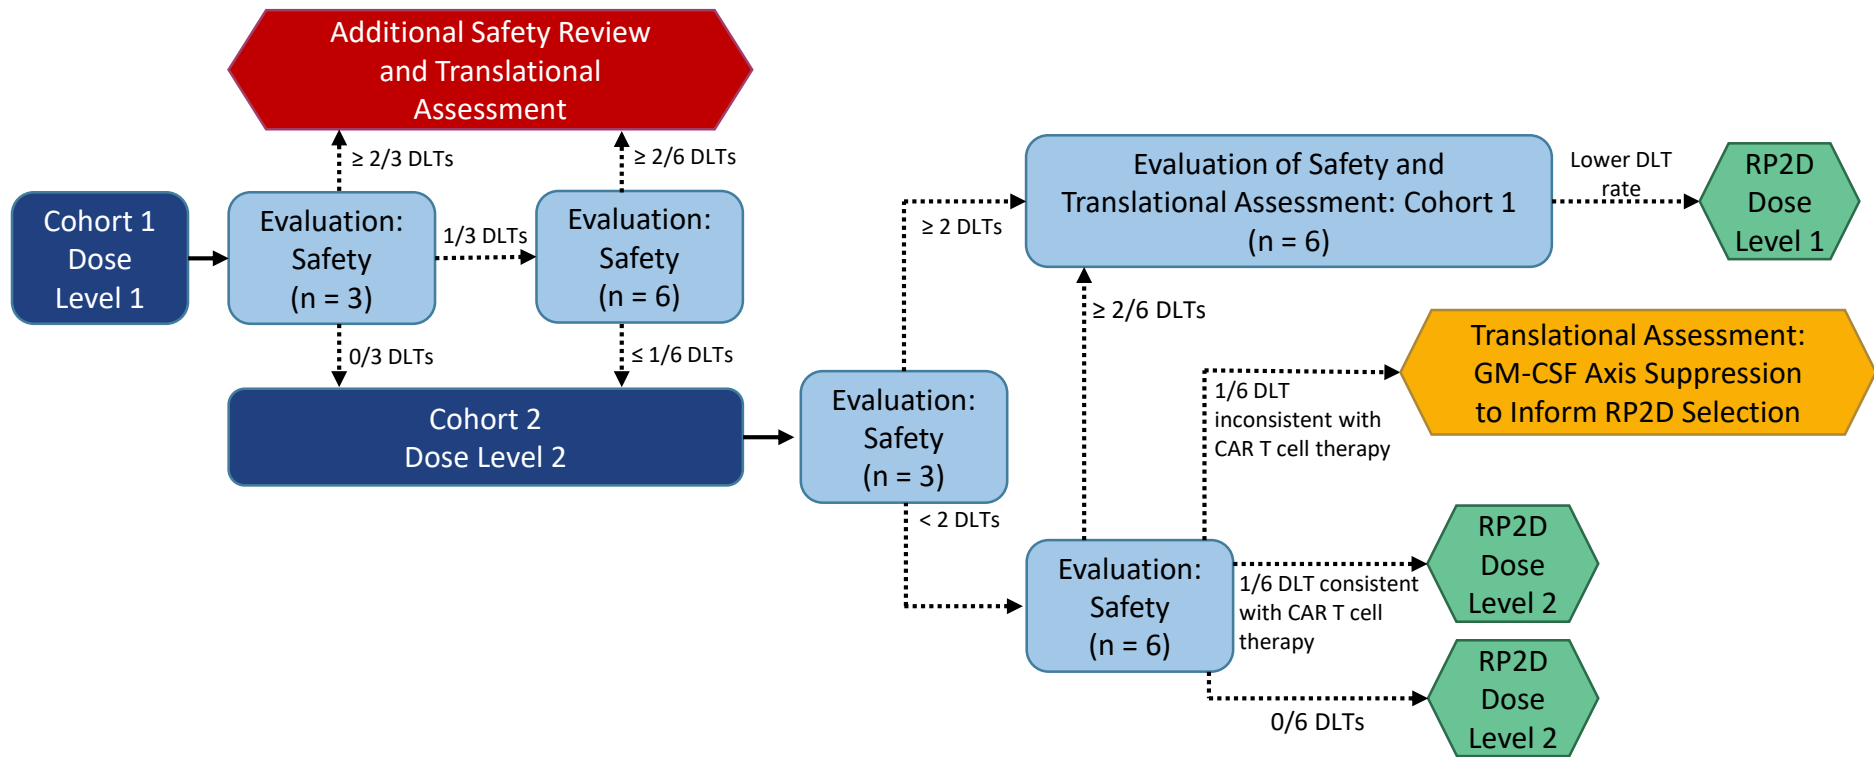 Additional Safety Review
and Translational
Assessment
≥ 2/3 DLTs
≥ 2/6 DLTs
Cohort 1
Dose
Level 1
Evaluation:
Safety
(n = 3)
1/3 DLTs
Evaluation:
Safety
(n = 6)
0/3 DLTs
≤ 1/6 DLTs
Cohort 2
Dose Level 2
Evaluation:
Safety
(n = 3)
≥ 2 DLTs
< 2 DLTs
Evaluation of Safety and
Translational Assessment: Cohort 1
(n = 6)
Lower DLT
rate
RP2D
Dose
Level 1
≥ 2/6 DLTs
Evaluation:
Safety
(n = 6)
1/6 DLT
inconsistent with
CAR T cell therapy
Translational Assessment:
GM-CSF Axis Suppression
to Inform RP2D Selection
1/6 DLT consistent
with CAR T cell
therapy
RP2D
Dose
Level 2
0/6 DLTs
RP2D
Dose
Level 2